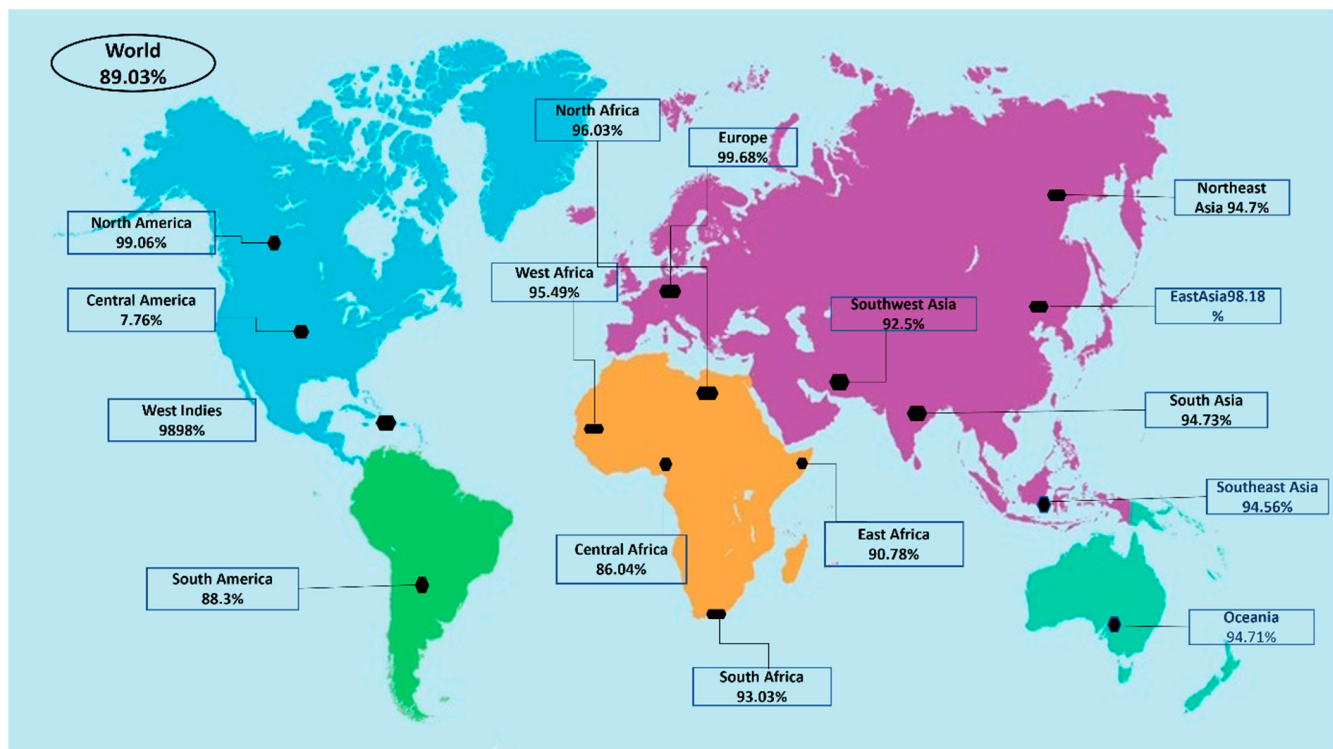 World
89.03%
North Africa
96.03%
Europe
99.68%
Northeast
Asia 94.7%
North America
99.06%
West Africa
95.49%
Southwest Asia
92.5%
Central America
7.76%
EastAsia98.18
%
West Indies
9898%
South Asia
94.73%
Southeast Asia
94.56%
East Africa
90.78%
Central Africa
86.04%
South America
88.3%
Oceania
94.71%
South Africa
93.03%